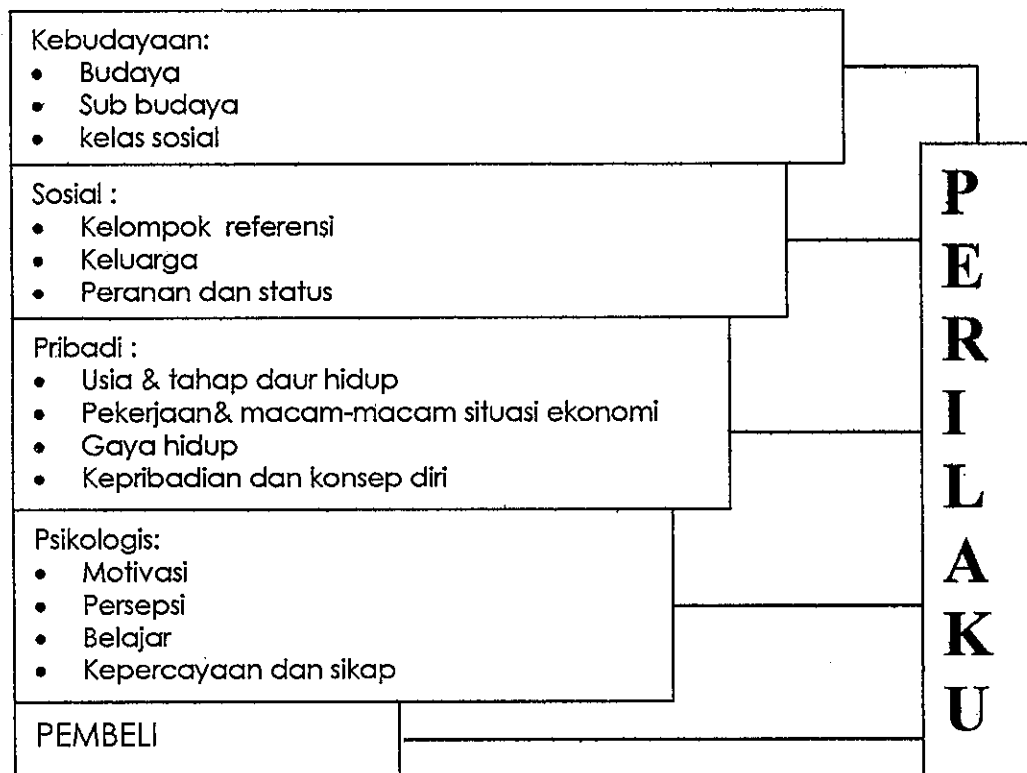 Kebudayaan:
• Budaya
• Sub budaya
• kelas sosial
Sosial :
• Kelompok referensi
• Keluarga
• Peranan dan status
Pribadi :
• Usia & tahap daur hidup
• Pekerjaan& macam-macam situasi ekonomi
• Gaya hidup
• Kepribadian dan konsep diri
Psikologis:
• Motivasi
• Persepsi
• Belajar
• Kepercayaan dan sikap
PEMBELI
PERILAKU